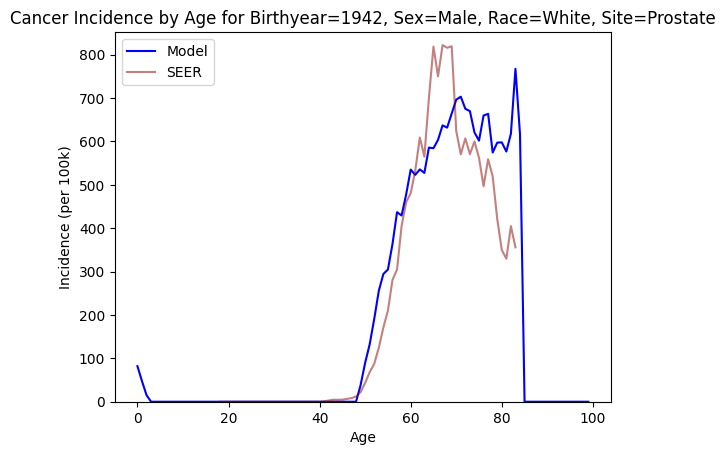 Cancer Incidence by Age for Birthyear=1942, Sex=Male, Race=White, Site=Prostate
Model
SEER
800
700
600
500
400
300
200
100
0
Incidence (per 100k)
0 20 40 60 80 100
Age